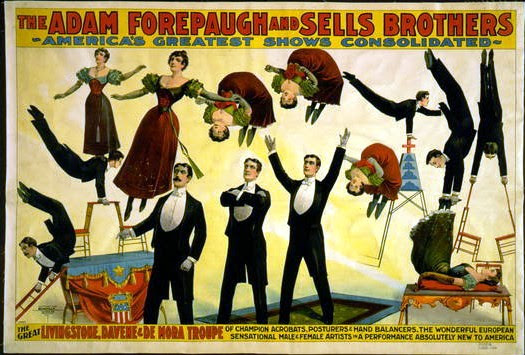 THE ADAM FOREPAUGH AND SELLS BROTHERS
AMERICA'S GREATEST SHOWS CONSOLIDATED
THE GREAT LIVINGSTONE, DAVENE & DE MORA TROUPE
OF CHAMPION ACROBATS, POSTURERS & HAND BALANCERS. THE WONDERFUL EUROPEAN
SENSATIONAL MALE & FEMALE ARTISTS IN A PERFORMANCE ABSOLUTELY NEW TO AMERICA